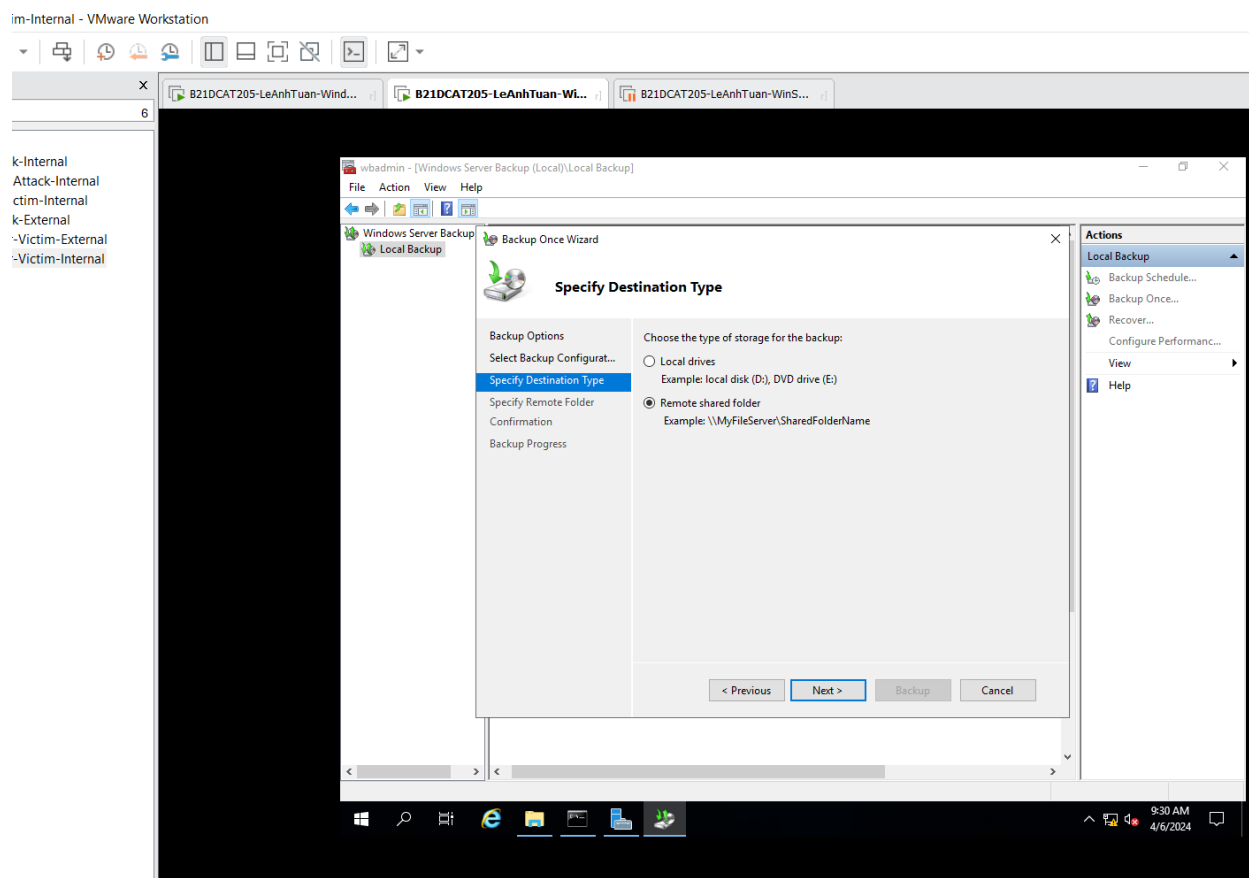 im-Internal - VMware Workstation
X
6
k-Internal
Attack-Internal
ctim-Internal
k-External
-Victim-External
-Victim-Internal
B21DCAT205-LeAnhTuan-Wind...
B21DCAT205-LeAnhTuan-Wi...
B21DCAT205-LeAnhTuan-WinS...
wbadmin - [Windows Server Backup (Local)\Local Backup]
File Action View Help
Windows Server Backup
Local Backup
Backup Once Wizard
Specify Destination Type
Backup Options
Select Backup Configurat...
Specify Destination Type
Specify Remote Folder
Confirmation
Backup Progress
Choose the type of storage for the backup:
Local drives
Example: local disk (D:), DVD drive (E:)
Remote shared folder
Example: \\MyFileServer\SharedFolderName
< Previous Next > Backup Cancel
Actions
Local Backup
Backup Schedule...
Backup Once...
Recover...
Configure Performanc...
View
Help
9:30 AM
4/6/2024